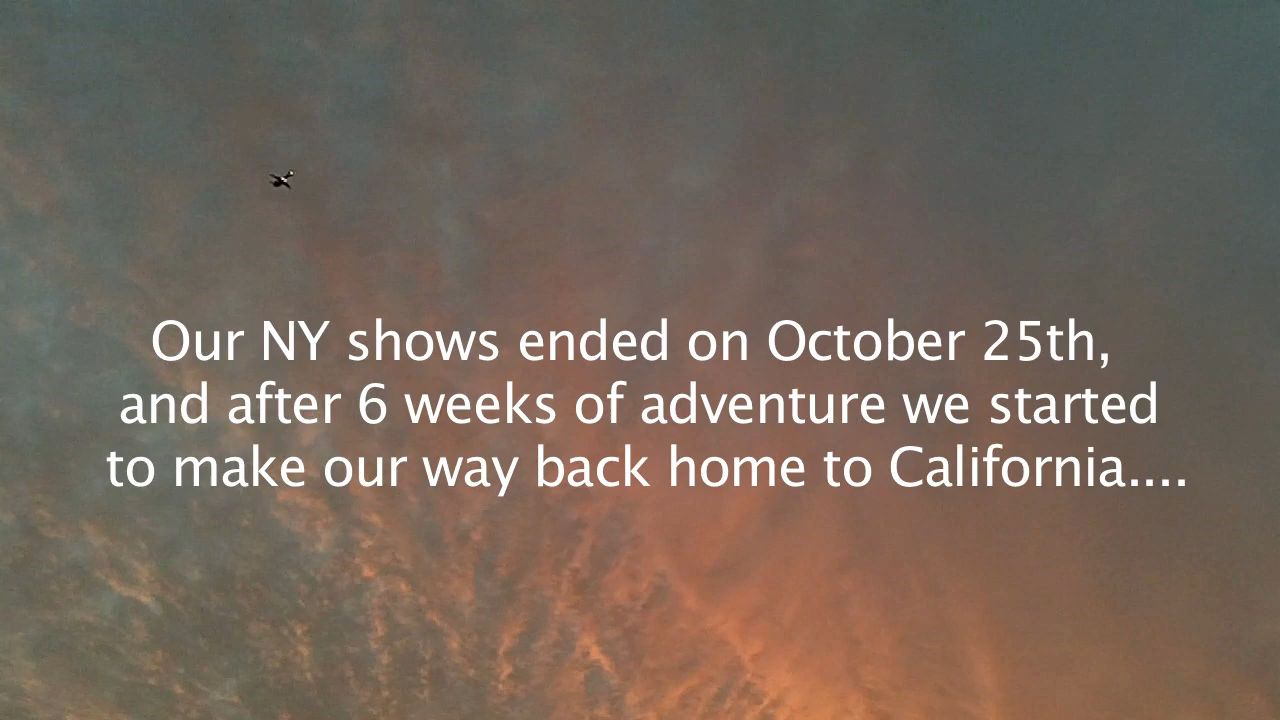 Our NY shows ended on October 25th,
and after 6 weeks of adventure we started
to make our way back home to California....